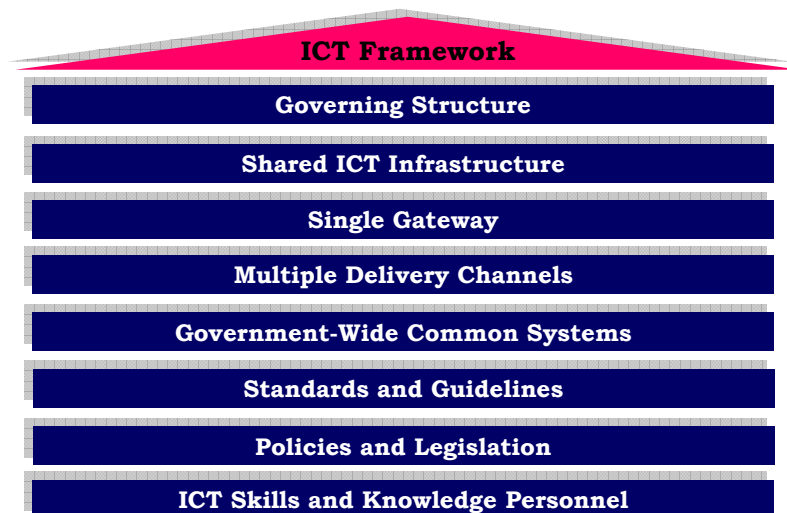 ICT Framework
Governing Structure
Shared ICT Infrastructure
Single Gateway
Multiple Delivery Channels
Government-Wide Common Systems
Standards and Guidelines
Policies and Legislation
ICT Skills and Knowledge Personnel